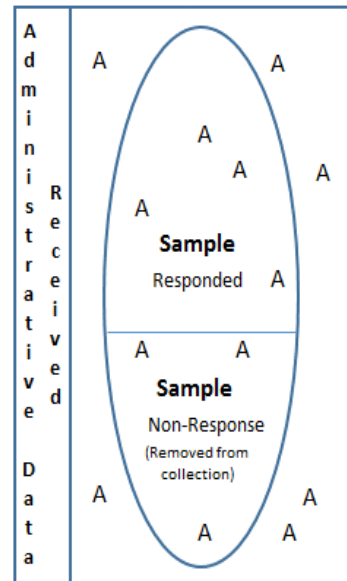 Administrative Data
Received
A
A
A
A
A
A
Sample
Responded
A
A
A
Sample
Non-Response
(Removed from
collection)
A
A
A
A